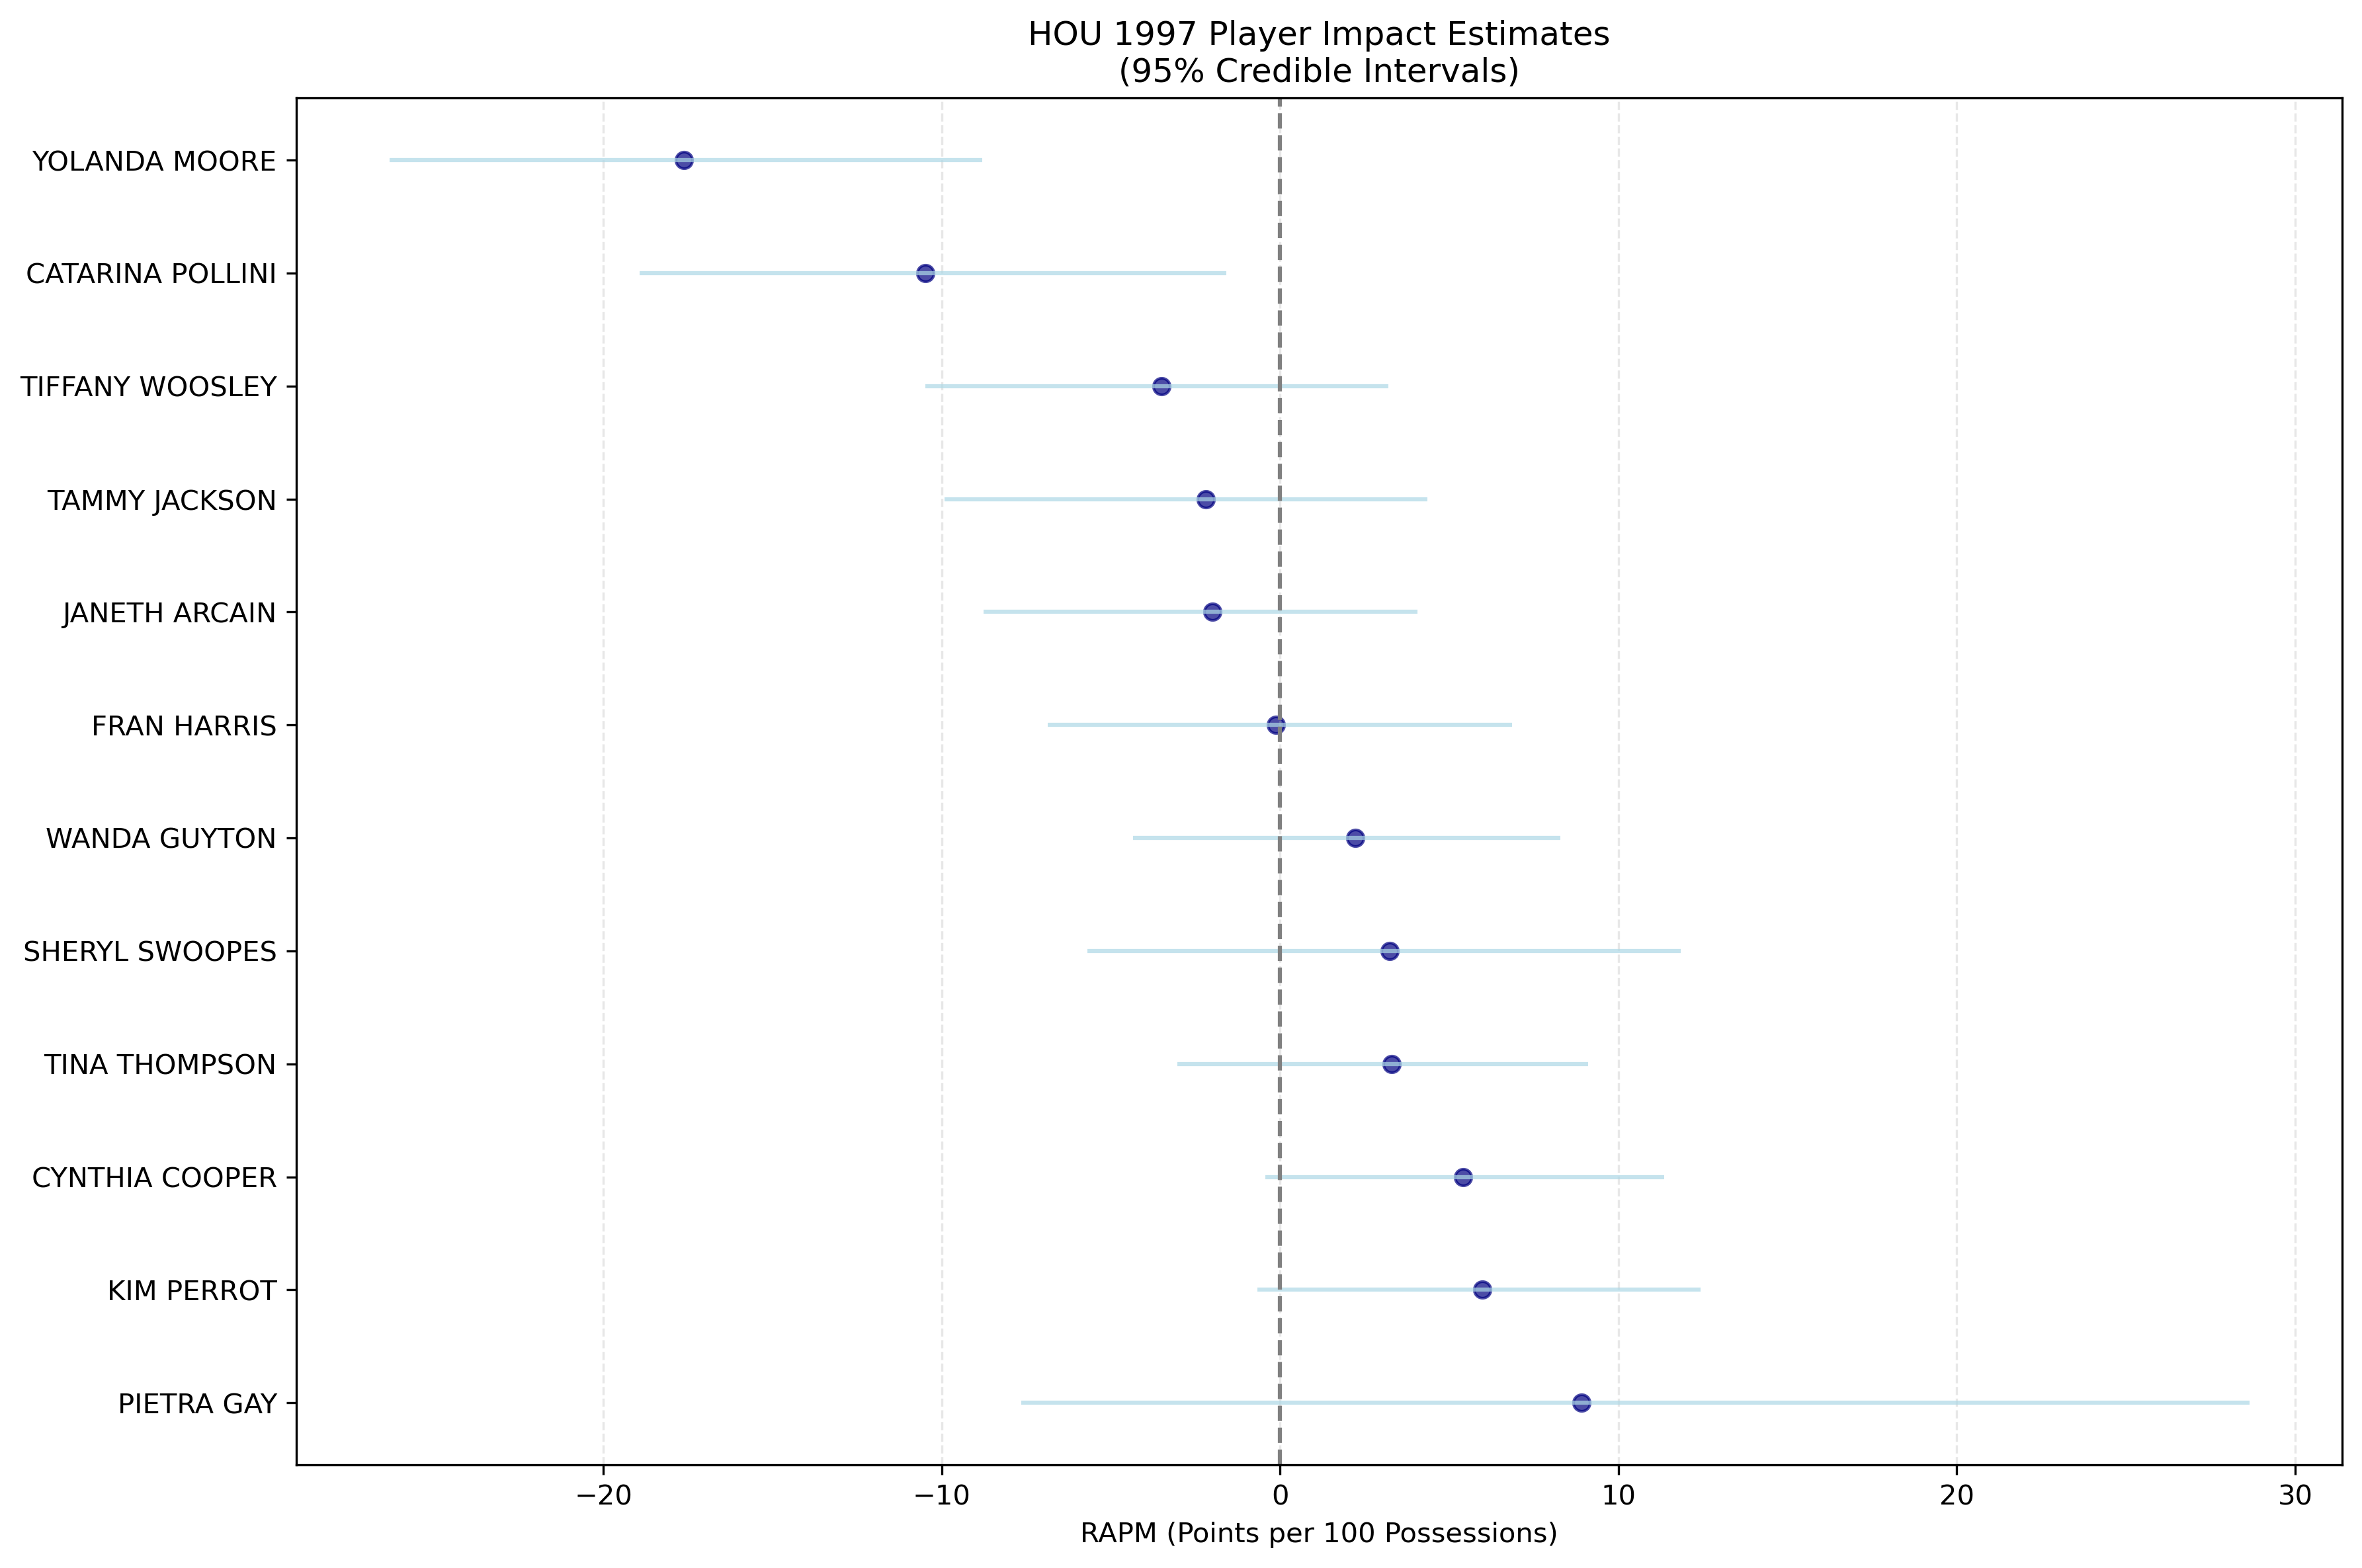 HOU 1997 Player Impact Estimates
(95% Credible Intervals)
YOLANDA MOORE
CATARINA POLLINI
TIFFANY WOOSLEY
TAMMY JACKSON
JANETH ARCAIN
FRAN HARRIS
WANDA GUYTON
SHERYL SWOOPES
TINA THOMPSON
CYNTHIA COOPER
KIM PERROT
PIETRA GAY
−20 −10 0 10 20 30
RAPM (Points per 100 Possessions)